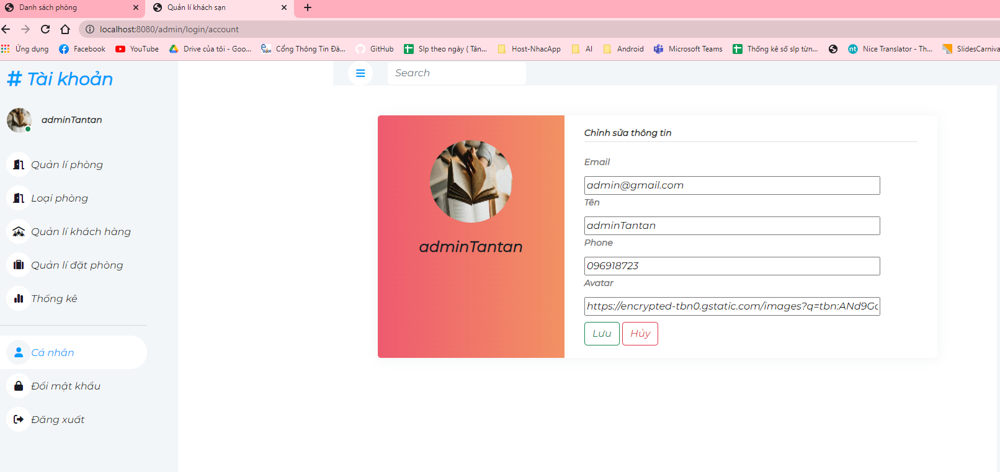 Danh sách phòng
Quản lí khách sạn
localhost:8080/admin/login/account
Ứng dụng
Facebook
YouTube
Drive của tôi - Goo...
Cổng Thông Tin Đà...
GitHub
Slp theo ngày ( Tân...
Host-NhacApp
AI
Android
Microsoft Teams
Thống kê số slp từn...
nt
Nice Translator - Th...
SlidesCarniva
# Tài khoản
adminTantan
Quản lí phòng
Loại phòng
Quản lí khách hàng
Quản lí đặt phòng
Thống kê
Cá nhân
Đổi mật khẩu
Đăng xuất
Search
adminTantan
Chỉnh sửa thông tin
Email
admin@gmail.com
Tên
adminTantan
Phone
096918723
Avatar
https://encrypted-tbn0.gstatic.com/images?q=tbn:ANd9Gc
Lưu
Hủy